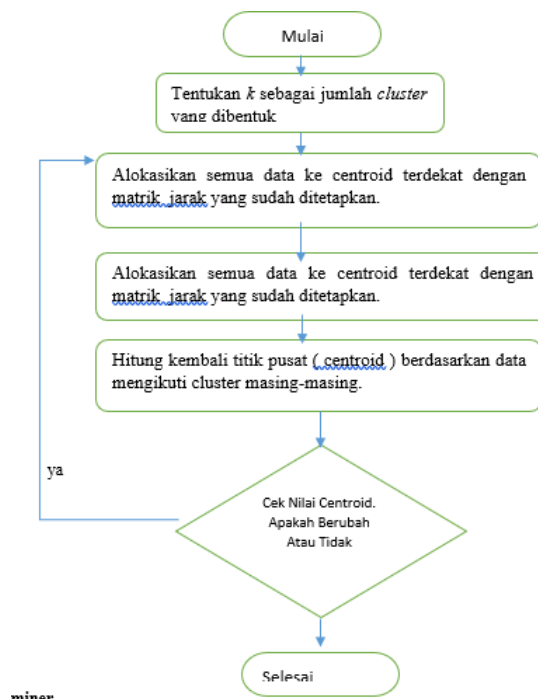 Mulai
Tentukan k sebagai jumlah cluster
yang dibentuk
Alokasikan semua data ke centroid terdekat dengan
matrik jarak yang sudah ditetapkan.
Alokasikan semua data ke centroid terdekat dengan
matrik jarak yang sudah ditetapkan.
Hitung kembali titik pusat ( centroid ) berdasarkan data
mengikuti cluster masing-masing.
ya
Cek Nilai Centroid.
Apakah Berubah
Atau Tidak
Selesai
miner